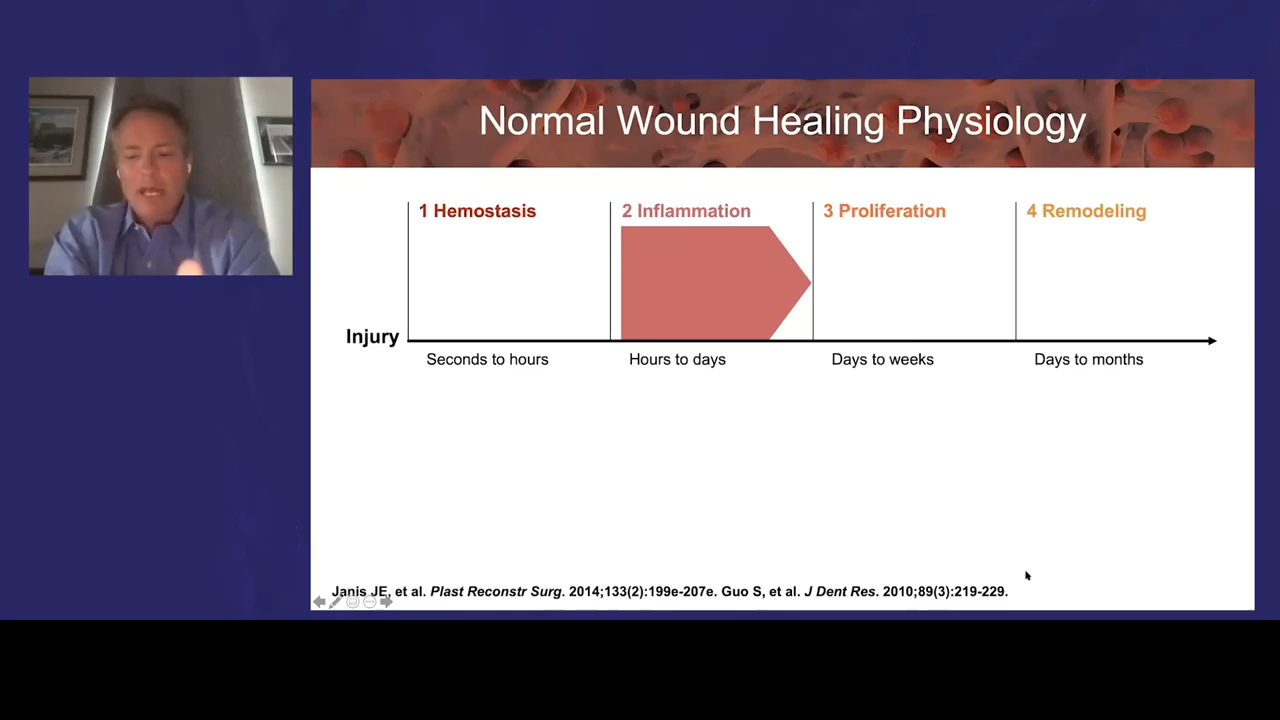 Normal Wound Healing Physiology
1 Hemostasis
2 Inflammation
3 Proliferation
4 Remodeling
Injury
Seconds to hours
Hours to days
Days to weeks
Days to months
Janis JE, et al. Plast Reconstr Surg. 2014;133(2):199e-207e. Guo S, et al. J Dent Res. 2010;89(3):219-229.